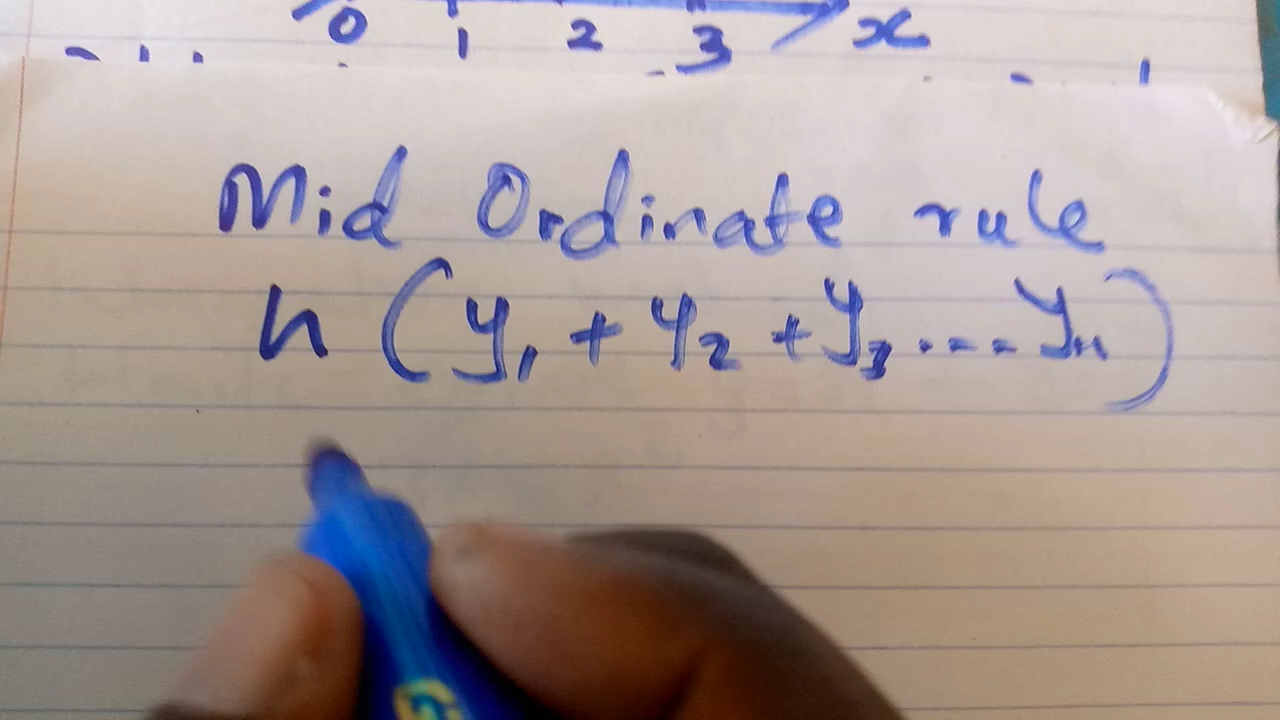 0 1 2 3 x
Mid Ordinate rule
h (y₁ + y₂ + y₃ .... yₙ)